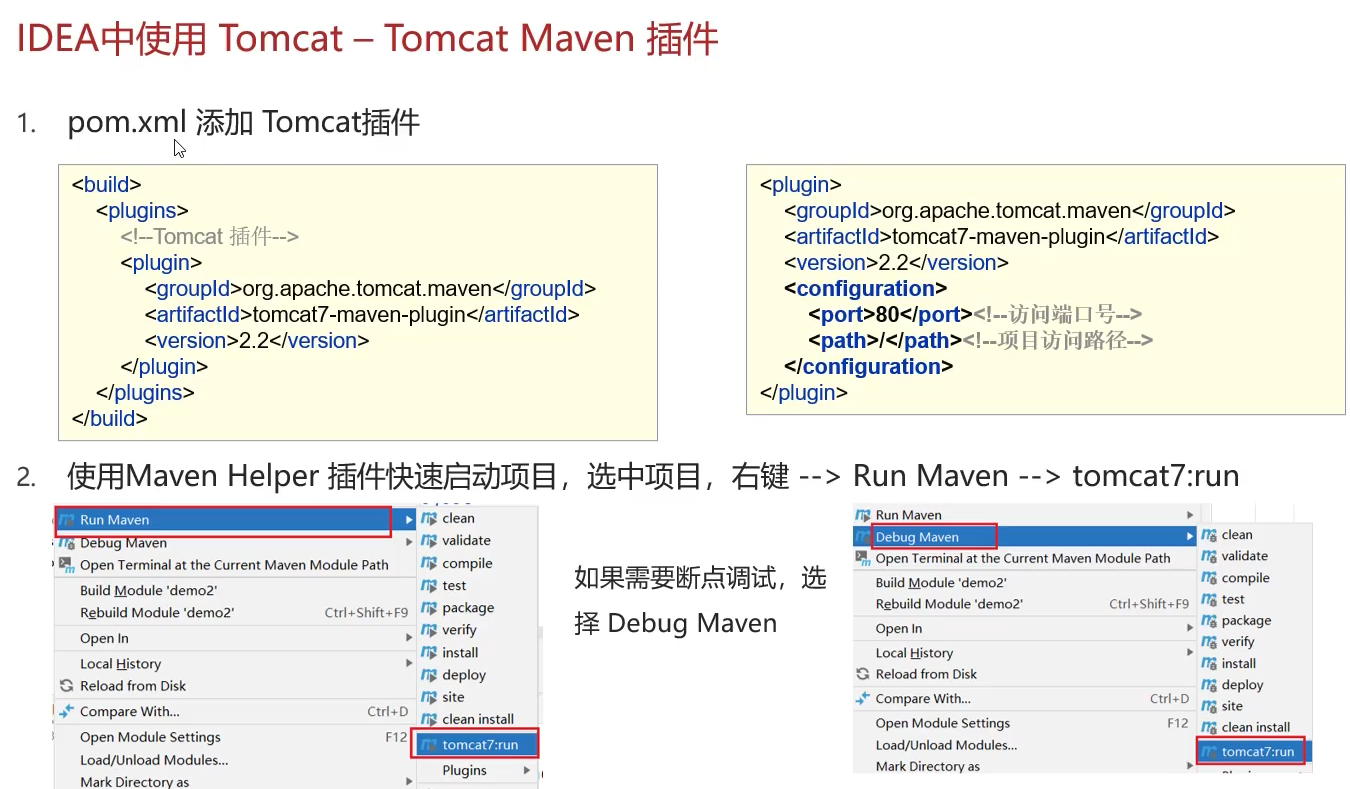 IDEA中使用 Tomcat – Tomcat Maven 插件
1. pom.xml 添加 Tomcat插件
<build>
<plugins>
<!--Tomcat 插件-->
<plugin>
<groupId>org.apache.tomcat.maven</groupId>
<artifactId>tomcat7-maven-plugin</artifactId>
<version>2.2</version>
</plugin>
</plugins>
</build>
<plugin>
<groupId>org.apache.tomcat.maven</groupId>
<artifactId>tomcat7-maven-plugin</artifactId>
<version>2.2</version>
<configuration>
<port>80</port><!--访问端口号-->
<path>/</path><!--项目访问路径-->
</configuration>
</plugin>
2. 使用Maven Helper 插件快速启动项目，选中项目，右键 --> Run Maven --> tomcat7:run
Run Maven
Debug Maven
Open Terminal at the Current Maven Module Path
Build Module 'demo2'
Rebuild Module 'demo2' Ctrl+Shift+F9
Open In
Local History
Reload from Disk
Compare With... Ctrl+D
Open Module Settings F12
Load/Unload Modules...
Mark Directory as
clean
validate
compile
test
package
verify
install
deploy
site
clean install
tomcat7:run
Plugins
如果需要断点调试，选
择 Debug Maven
Run Maven
Debug Maven
Open Terminal at the Current Maven Module Path
Build Module 'demo2'
Rebuild Module 'demo2' Ctrl+Shift+F9
Open In
Local History
Reload from Disk
Compare With... Ctrl+D
Open Module Settings F12
Load/Unload Modules...
Mark Directory as
clean
validate
compile
test
package
verify
install
deploy
site
clean install
tomcat7:run